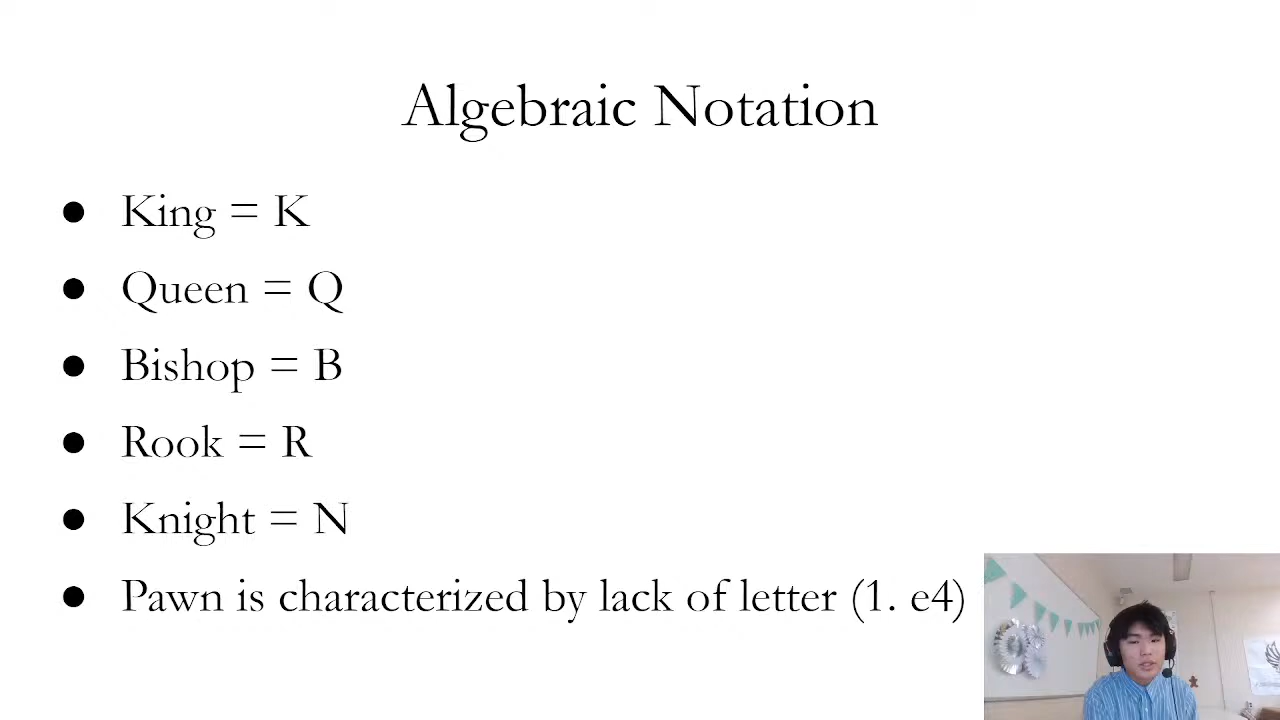 Algebraic Notation
● King = K
● Queen = Q
● Bishop = B
● Rook = R
● Knight = N
● Pawn is characterized by lack of letter (1. e4)